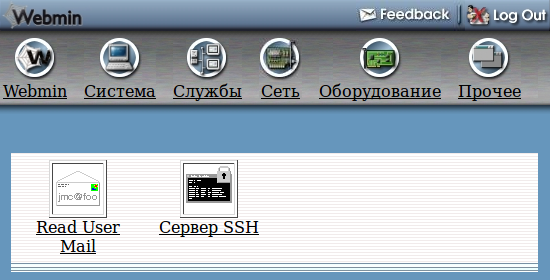 Webmin
Feedback
Log Out
Webmin Система Службы Сеть Оборудование Прочее
jmc@foo
Read User Mail
Сервер SSH